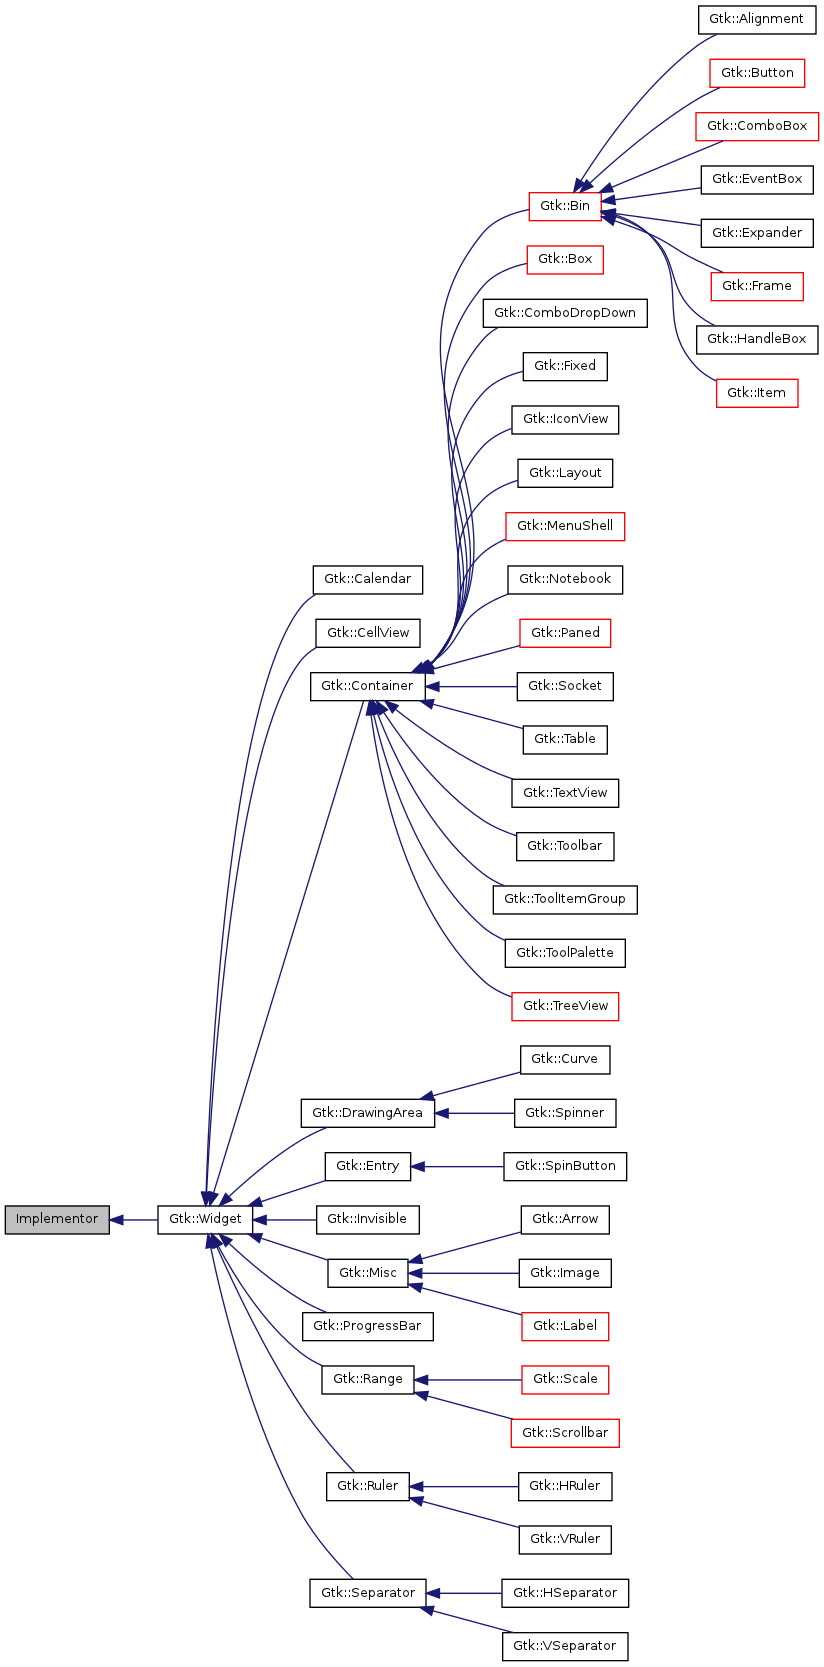 Gtk::Alignment
Gtk::Button
Gtk::ComboBox
Gtk::EventBox
Gtk::Bin
Gtk::Expander
Gtk::Box
Gtk::Frame
Gtk::ComboDropDown
Gtk::HandleBox
Gtk::Fixed
Gtk::Item
Gtk::IconView
Gtk::Layout
Gtk::MenuShell
Gtk::Calendar
Gtk::Notebook
Gtk::CellView
Gtk::Paned
Gtk::Container
Gtk::Socket
Gtk::Table
Gtk::TextView
Gtk::Toolbar
Gtk::ToolItemGroup
Gtk::ToolPalette
Gtk::TreeView
Gtk::Curve
Gtk::DrawingArea
Gtk::Spinner
Gtk::Entry
Gtk::SpinButton
Implementor
Gtk::Widget
Gtk::Invisible
Gtk::Arrow
Gtk::Misc
Gtk::Image
Gtk::ProgressBar
Gtk::Label
Gtk::Range
Gtk::Scale
Gtk::Scrollbar
Gtk::Ruler
Gtk::HRuler
Gtk::VRuler
Gtk::Separator
Gtk::HSeparator
Gtk::VSeparator